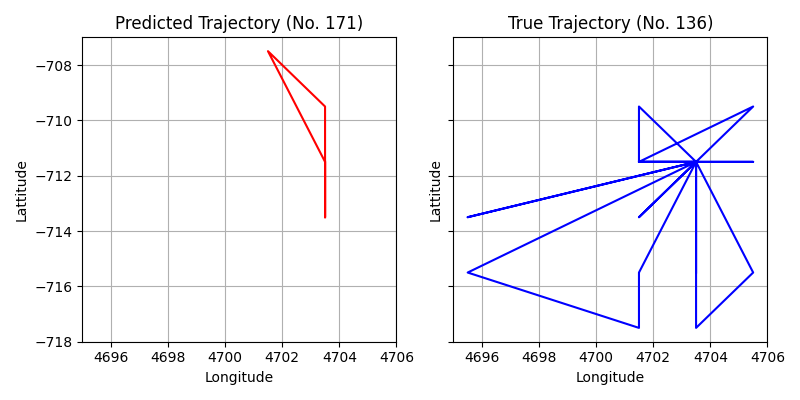 Predicted Trajectory (No. 171)
True Trajectory (No. 136)
−708
−710
−712
−714
−716
−718
Lattitude
Lattitude
4696 4698 4700 4702 4704 4706
4696 4698 4700 4702 4704 4706
Longitude
Longitude